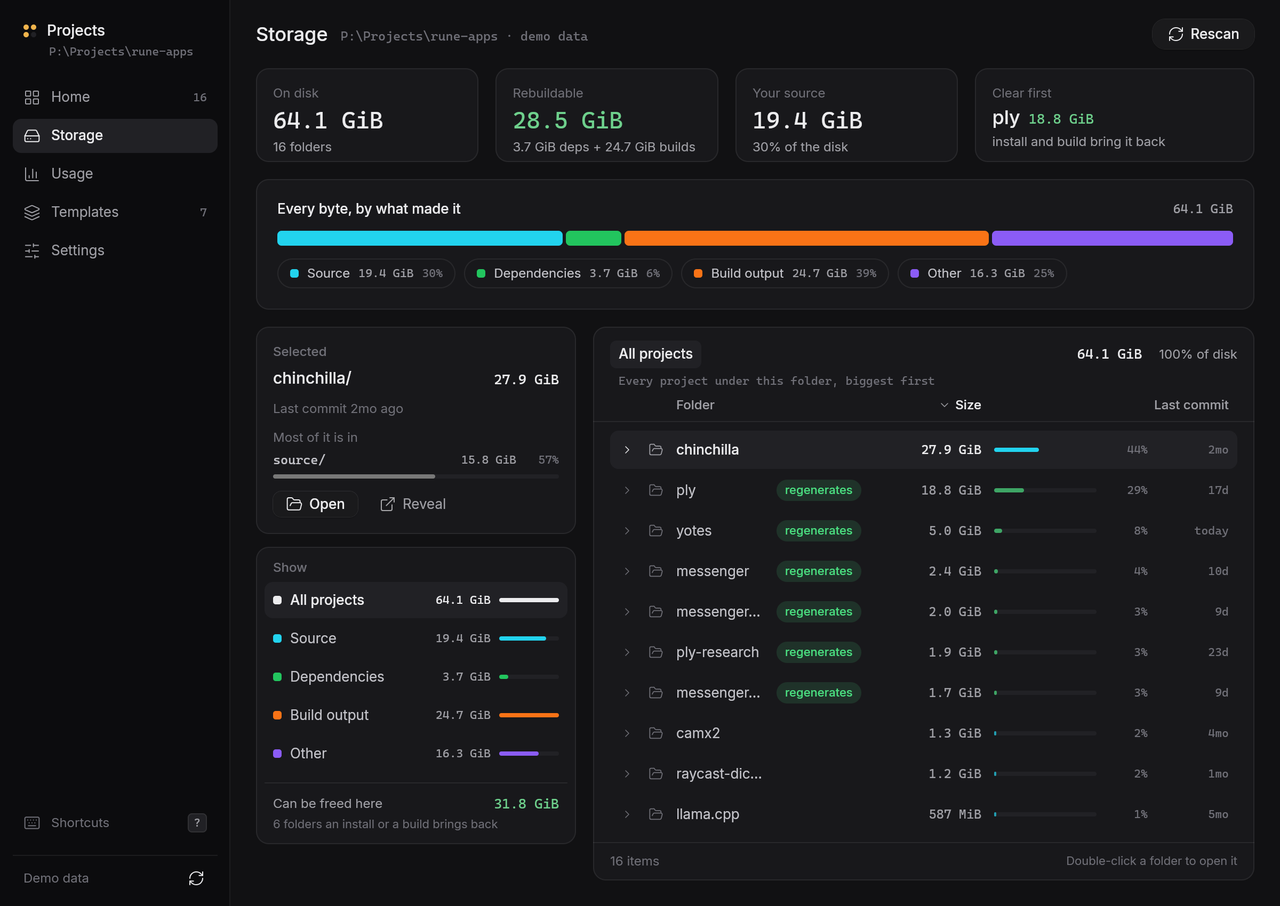 Projects
P:\Projects\rune-apps
Home 16
Storage
Usage
Templates 7
Settings
Shortcuts ?
Demo data
Storage P:\Projects\rune-apps · demo data
Rescan
On disk
64.1 GiB
16 folders
Rebuildable
28.5 GiB
3.7 GiB deps + 24.7 GiB builds
Your source
19.4 GiB
30% of the disk
Clear first
ply 18.8 GiB
install and build bring it back
Every byte, by what made it 64.1 GiB
Source 19.4 GiB 30% Dependencies 3.7 GiB 6% Build output 24.7 GiB 39% Other 16.3 GiB 25%
Selected
chinchilla/ 27.9 GiB
Last commit 2mo ago
Most of it is in
source/ 15.8 GiB 57%
Open Reveal
Show
All projects 64.1 GiB
Source 19.4 GiB
Dependencies 3.7 GiB
Build output 24.7 GiB
Other 16.3 GiB
Can be freed here 31.8 GiB
6 folders an install or a build brings back
All projects 64.1 GiB 100% of disk
Every project under this folder, biggest first
Folder Size Last commit
chinchilla 27.9 GiB 44% 2mo
ply regenerates 18.8 GiB 29% 17d
yotes regenerates 5.0 GiB 8% today
messenger regenerates 2.4 GiB 4% 10d
messenger... regenerates 2.0 GiB 3% 9d
ply-research regenerates 1.9 GiB 3% 23d
messenger... regenerates 1.7 GiB 3% 9d
camx2 1.3 GiB 2% 4mo
raycast-dic... 1.2 GiB 2% 1mo
llama.cpp 587 MiB 1% 5mo
16 items Double-click a folder to open it